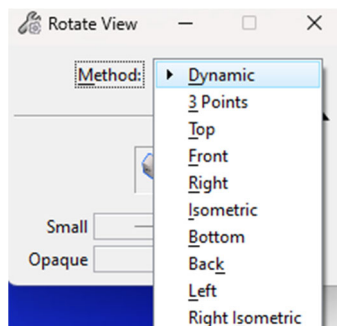 Rotate View
Method:
Dynamic
3 Points
Top
Front
Right
Isometric
Small
Bottom
Opaque
Back
Left
Right Isometric